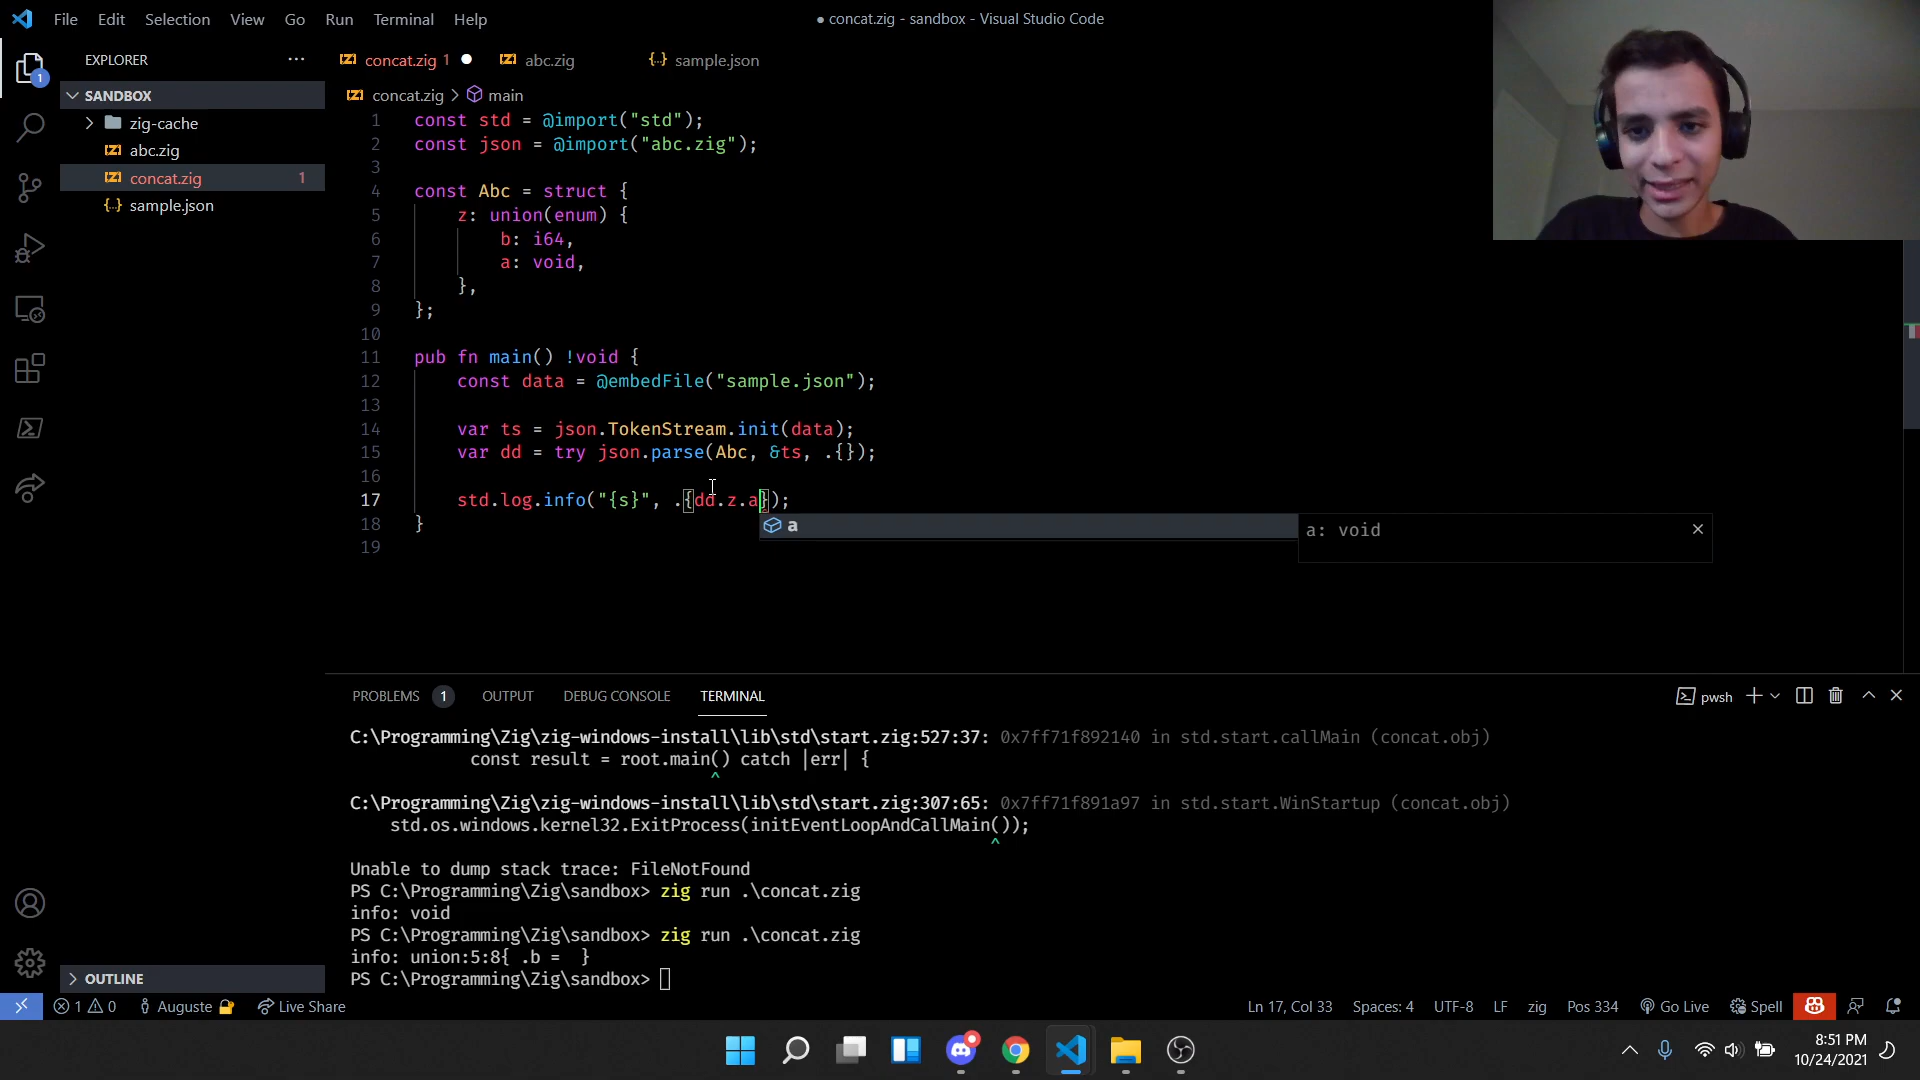 File Edit Selection View Go Run Terminal Help
● concat.zig - sandbox - Visual Studio Code
EXPLORER
SANDBOX
zig-cache
abc.zig
concat.zig 1
sample.json
OUTLINE
1
concat.zig 1 ●
abc.zig
sample.json
concat.zig > main
1 const std = @import("std");
2 const json = @import("abc.zig");
3
4 const Abc = struct {
5 z: union(enum) {
6 b: i64,
7 a: void,
8 },
9 };
10
11 pub fn main() !void {
12 const data = @embedFile("sample.json");
13
14 var ts = json.TokenStream.init(data);
15 var dd = try json.parse(Abc, &ts, .{});
16
17 std.log.info("{s}", .{dd.z.a});
18 }
19
a
a: void
PROBLEMS 1 OUTPUT DEBUG CONSOLE TERMINAL
pwsh
C:\Programming\Zig\zig-windows-install\lib\std\start.zig:527:37: 0x7ff71f892140 in std.start.callMain (concat.obj)
const result = root.main() catch |err| {
^
C:\Programming\Zig\zig-windows-install\lib\std\start.zig:307:65: 0x7ff71f891a97 in std.start.WinStartup (concat.obj)
std.os.windows.kernel32.ExitProcess(initEventLoopAndCallMain());
^
Unable to dump stack trace: FileNotFound
PS C:\Programming\Zig\sandbox> zig run .\concat.zig
info: void
PS C:\Programming\Zig\sandbox> zig run .\concat.zig
info: union:5:8{ .b =  }
PS C:\Programming\Zig\sandbox>
1 0 Auguste Live Share
Ln 17, Col 33 Spaces: 4 UTF-8 LF zig Pos 334 Go Live Spell
8:51 PM
10/24/2021